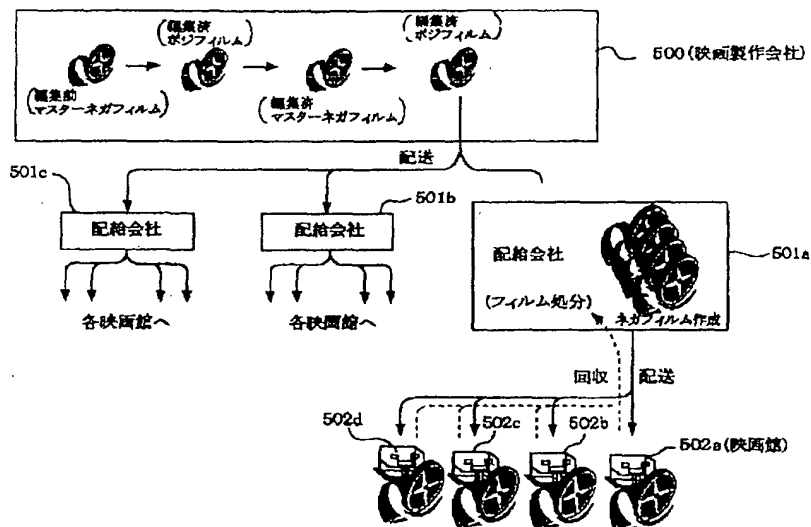 編集済
ポジフィルム
編集済
ポジフィルム
500(映画製作会社)
編集前
マスターネガフィルム
編集済
マスターネガフィルム
配送
501c
501b
配給会社
配給会社
配給会社
501a
(フィルム処分)
ネガフィルム作成
各映画館へ
各映画館へ
回収
配送
502d
502c
502b
502a(映画館)